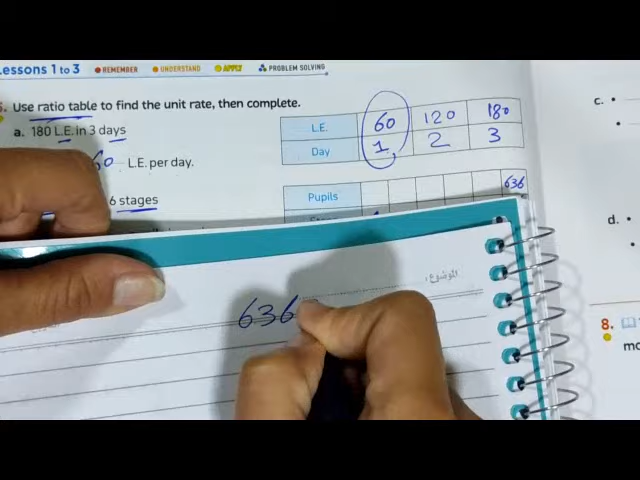 Lessons 1 to 3 REMEMBER UNDERSTAND APPLY PROBLEM SOLVING
Use ratio table to find the unit rate, then complete.
a. 180 L.E. in 3 days
60 L.E. per day.
L.E. 60 120 180
Day 1 2 3
6 stages
Pupils 636
الموضوع:
636
c.
d.
8.